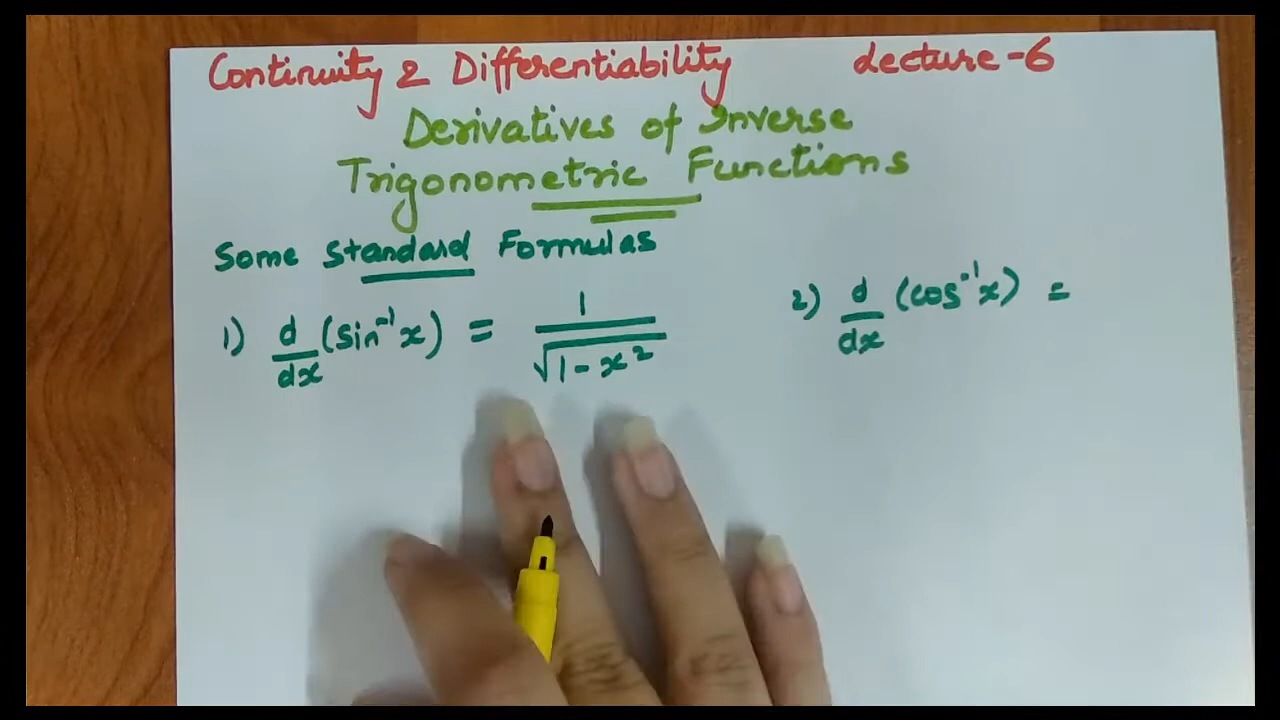 Continuity & Differentiability Lecture-6
Derivatives of Inverse
Trigonometric Functions
Some Standard Formulas
1) d/dx (sin⁻¹x) = 1/√(1-x²)
2) d/dx (cos⁻¹x) =